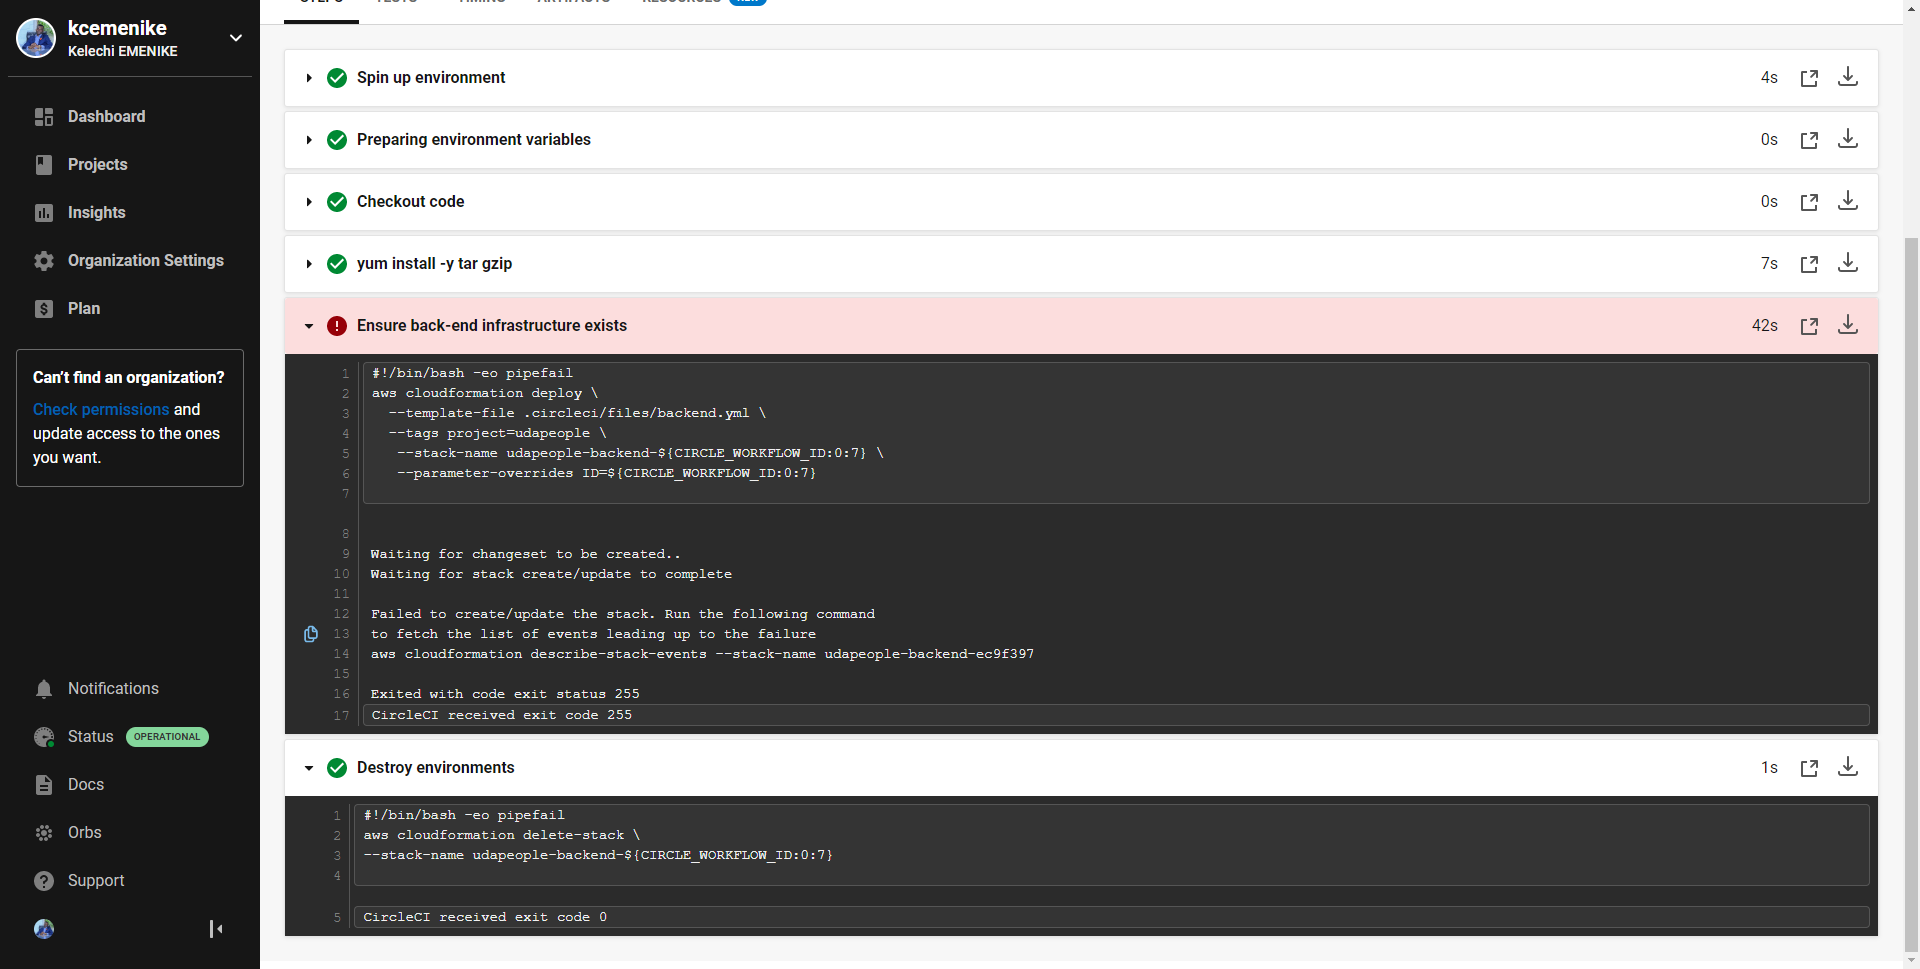 kcemenike
Kelechi EMENIKE
Dashboard
Projects
Insights
Organization Settings
Plan
Can't find an organization?
Check permissions and
update access to the ones
you want.
Notifications
Status OPERATIONAL
Docs
Orbs
Support
STEPS TESTS TIMING ARTIFACTS RESOURCES NEW
Spin up environment 4s
Preparing environment variables 0s
Checkout code 0s
yum install -y tar gzip 7s
Ensure back-end infrastructure exists 42s
1 #!/bin/bash -eo pipefail
2 aws cloudformation deploy \
3 --template-file .circleci/files/backend.yml \
4 --tags project=udapeople \
5 --stack-name udapeople-backend-${CIRCLE_WORKFLOW_ID:0:7} \
6 --parameter-overrides ID=${CIRCLE_WORKFLOW_ID:0:7}
7
8
9 Waiting for changeset to be created..
10 Waiting for stack create/update to complete
11
12 Failed to create/update the stack. Run the following command
13 to fetch the list of events leading up to the failure
14 aws cloudformation describe-stack-events --stack-name udapeople-backend-ec9f397
15
16 Exited with code exit status 255
17 CircleCI received exit code 255
Destroy environments 1s
1 #!/bin/bash -eo pipefail
2 aws cloudformation delete-stack \
3 --stack-name udapeople-backend-${CIRCLE_WORKFLOW_ID:0:7}
4
5 CircleCI received exit code 0